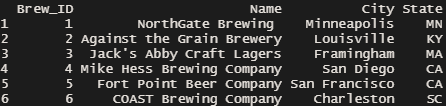 Brew_ID Name City State
1 1 NorthGate Brewing Minneapolis MN
2 2 Against the Grain Brewery Louisville KY
3 3 Jack's Abby Craft Lagers Framingham MA
4 4 Mike Hess Brewing Company San Diego CA
5 5 Fort Point Beer Company San Francisco CA
6 6 COAST Brewing Company Charleston SC